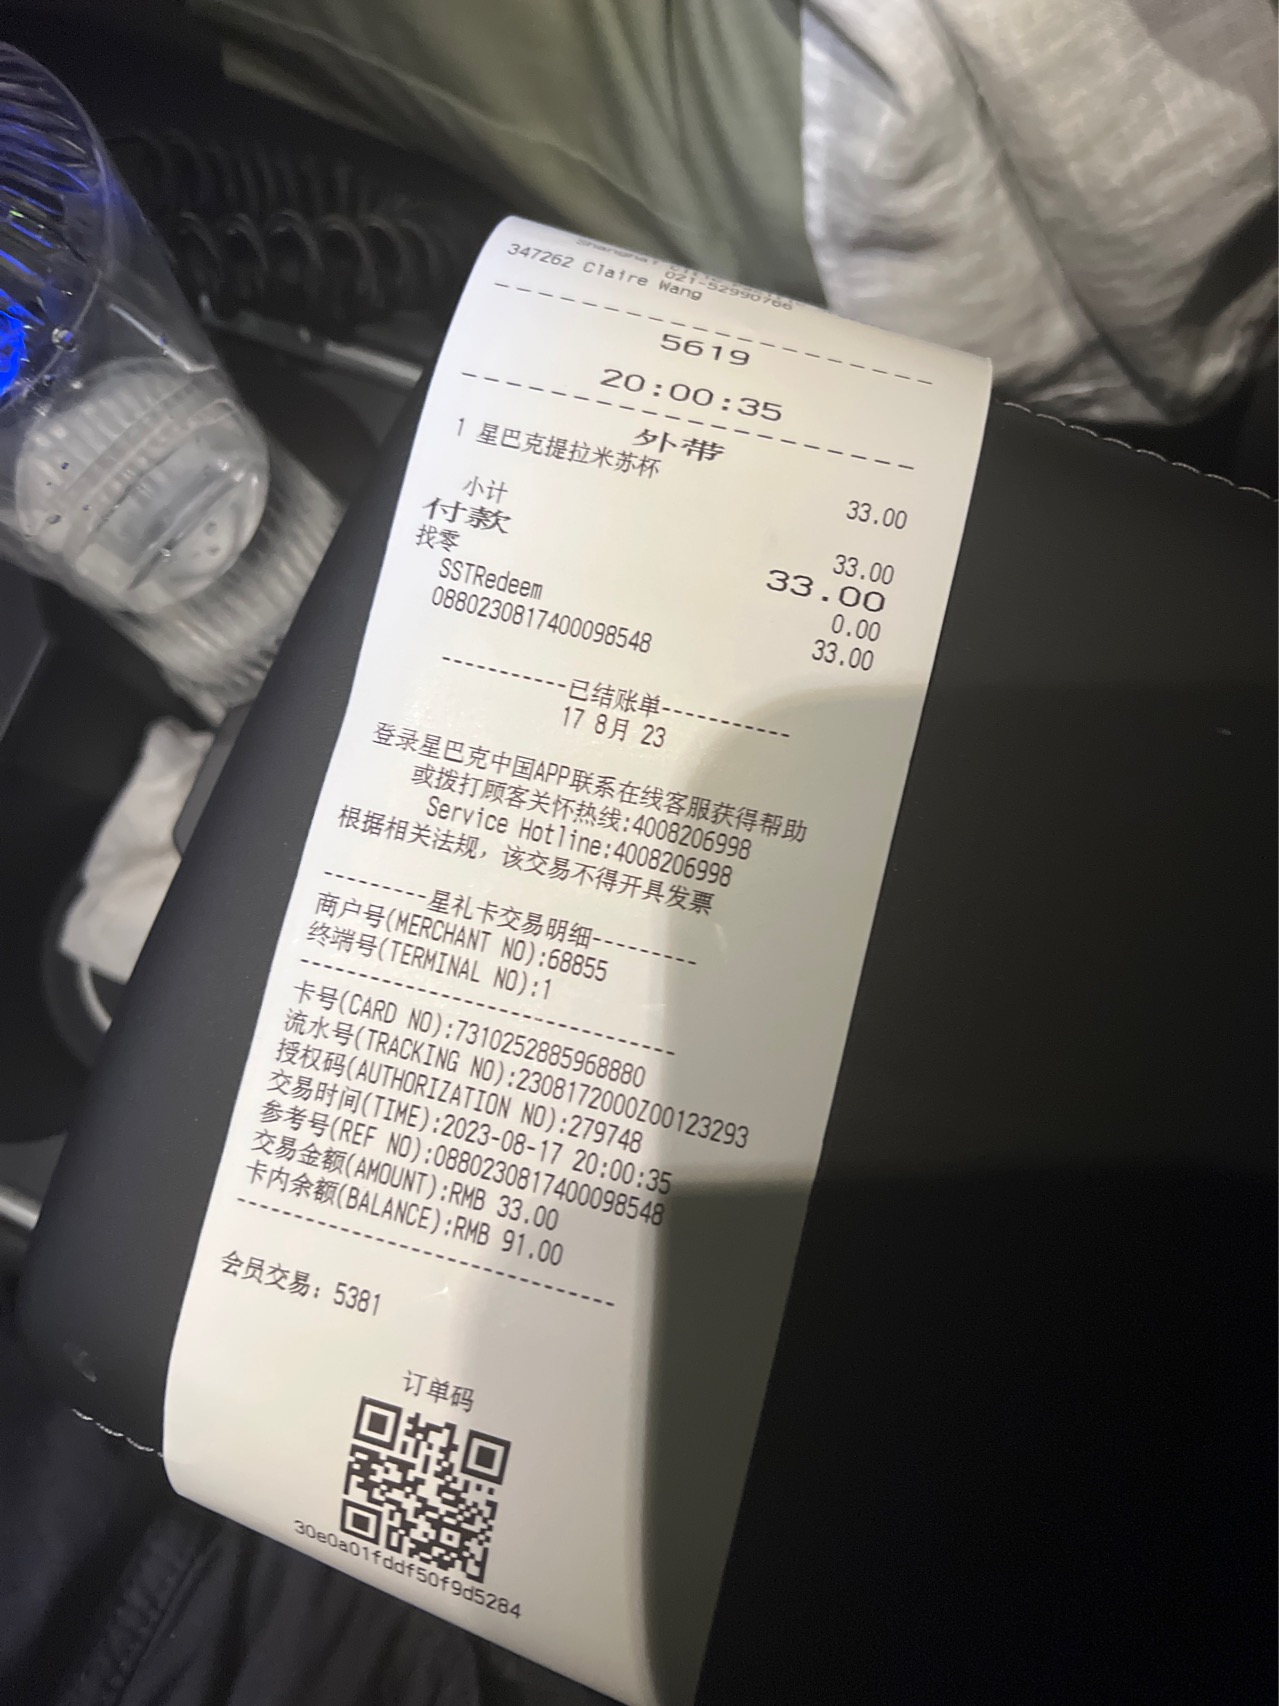 Shanghai
021-52990766
347262 Claire Wang
--------------------
5619
20:00:35
--------------------
外带
1 星巴克提拉米苏杯 33.00
小计 33.00
付款 33.00
找零 0.00
SSTRedeem 33.00
0880230817400098548
-----------已结账单-----------
17 8月 23
登录星巴克中国APP联系在线客服获得帮助
或拨打顾客关怀热线:4008206998
Service Hotline:4008206998
根据相关法规，该交易不得开具发票
---------星礼卡交易明细---------
商户号(MERCHANT NO):68855
终端号(TERMINAL NO):1
--------------------------------
卡号(CARD NO):7310252885968880
流水号(TRACKING NO):2308172000Z00123293
授权码(AUTHORIZATION NO):279748
交易时间(TIME):2023-08-17 20:00:35
参考号(REF NO):0880230817400098548
交易金额(AMOUNT):RMB 33.00
卡内余额(BALANCE):RMB 91.00
--------------------------------
会员交易：5381
订单码
30e0a01fddf50f9d5284